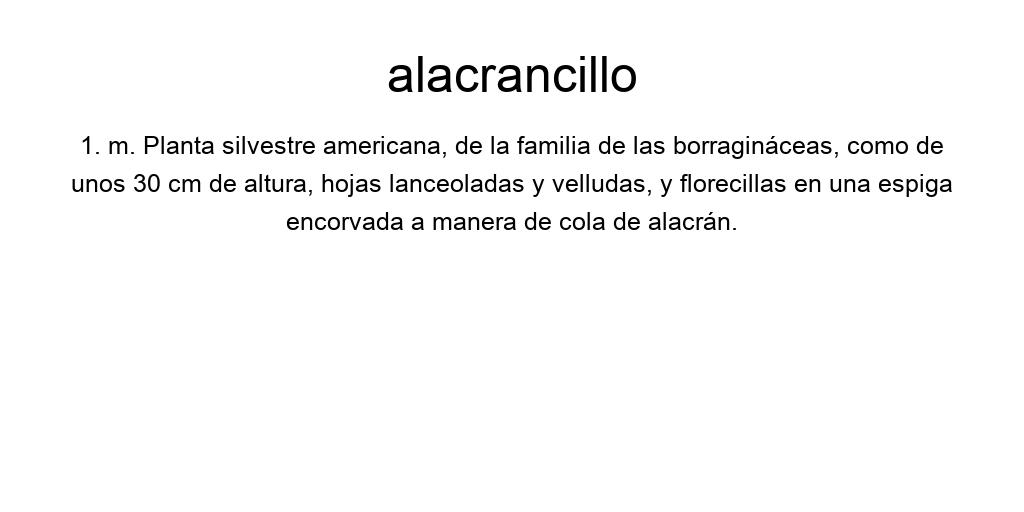 alacrancillo
1. m. Planta silvestre americana, de la familia de las borragináceas, como de
unos 30 cm de altura, hojas lanceoladas y velludas, y florecillas en una espiga
encorvada a manera de cola de alacrán.